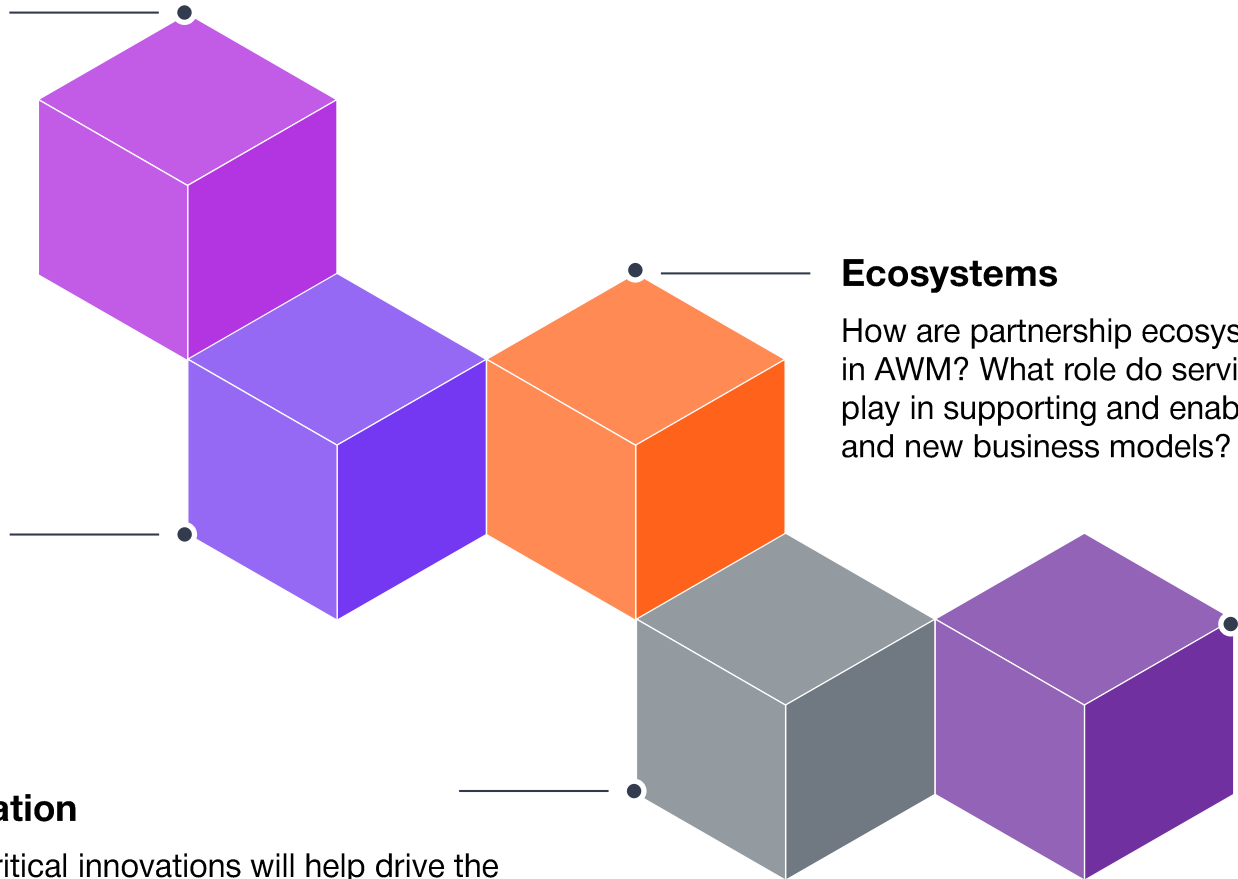 Ecosystems
How are partnership ecosys
in AWM? What role do servi
play in supporting and enab
and new business models?
ation
ritical innovations will help drive the